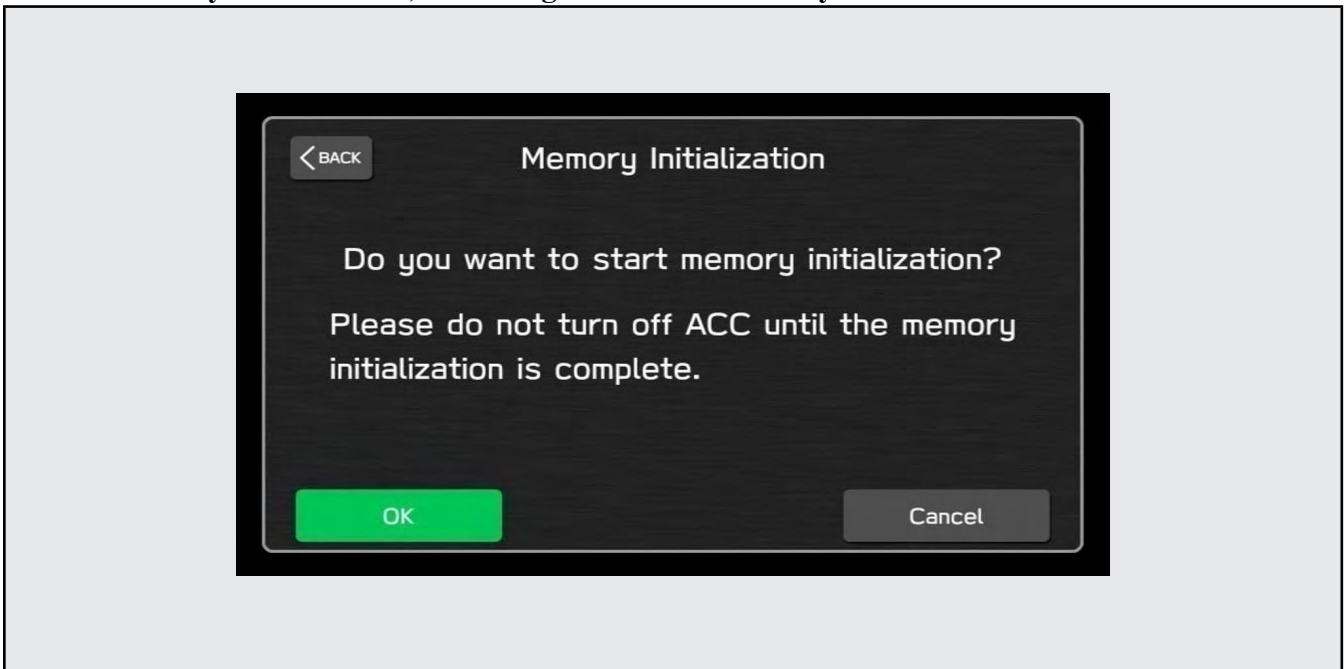 BACK
Memory Initialization
Do you want to start memory initialization?
Please do not turn off ACC until the memory
initialization is complete.
OK
Cancel